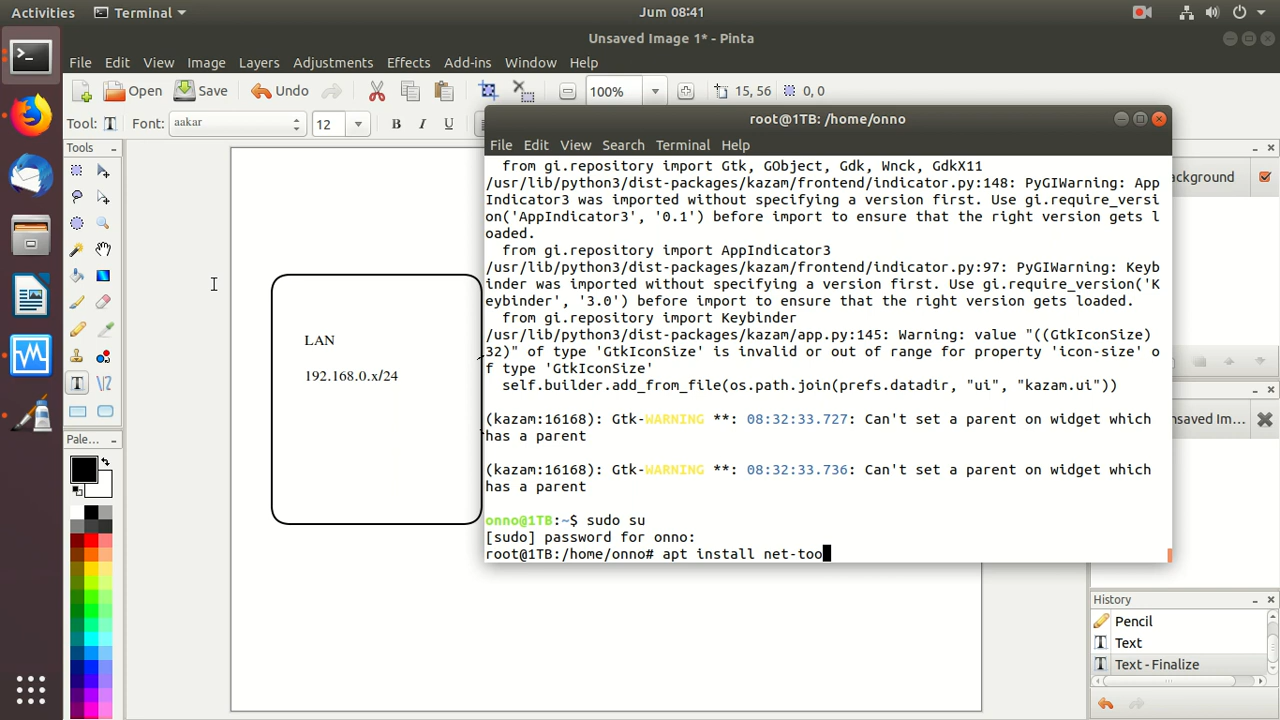 Activities
Terminal
Jum 08:41
Unsaved Image 1* - Pinta
File Edit View Image Layers Adjustments Effects Add-ins Window Help
Open Save Undo 100% 15, 56 0, 0
Tool: T Font: aakar 12 B I U
Tools
Pale...
LAN
192.168.0.x/24
root@1TB: /home/onno
File Edit View Search Terminal Help
from gi.repository import Gtk, GObject, Gdk, Wnck, GdkX11
/usr/lib/python3/dist-packages/kazam/frontend/indicator.py:148: PyGIWarning: App
Indicator3 was imported without specifying a version first. Use gi.require_versi
on('AppIndicator3', '0.1') before import to ensure that the right version gets l
oaded.
from gi.repository import AppIndicator3
/usr/lib/python3/dist-packages/kazam/frontend/indicator.py:97: PyGIWarning: Keyb
inder was imported without specifying a version first. Use gi.require_version('K
eybinder', '3.0') before import to ensure that the right version gets loaded.
from gi.repository import Keybinder
/usr/lib/python3/dist-packages/kazam/app.py:145: Warning: value "((GtkIconSize)
32)" of type 'GtkIconSize' is invalid or out of range for property 'icon-size' o
f type 'GtkIconSize'
self.builder.add_from_file(os.path.join(prefs.datadir, "ui", "kazam.ui"))
(kazam:16168): Gtk-WARNING **: 08:32:33.727: Can't set a parent on widget which
has a parent
(kazam:16168): Gtk-WARNING **: 08:32:33.736: Can't set a parent on widget which
has a parent
onno@1TB:~$ sudo su
[sudo] password for onno:
root@1TB:/home/onno# apt install net-too
ackground
nsaved Im...
History
Pencil
Text
Text - Finalize